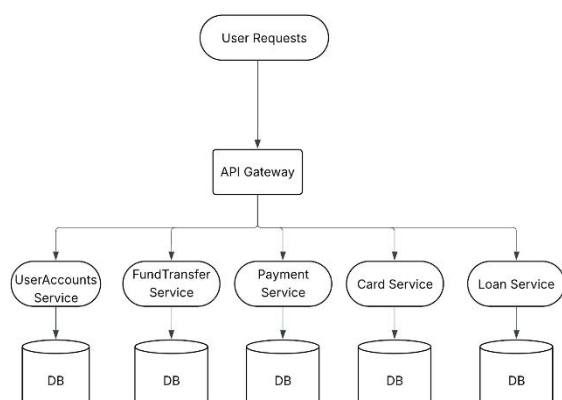 User Requests
API Gateway
UserAccounts
Service
FundTransfer
Service
Payment
Service
Card Service
Loan Service
DB
DB
DB
DB
DB